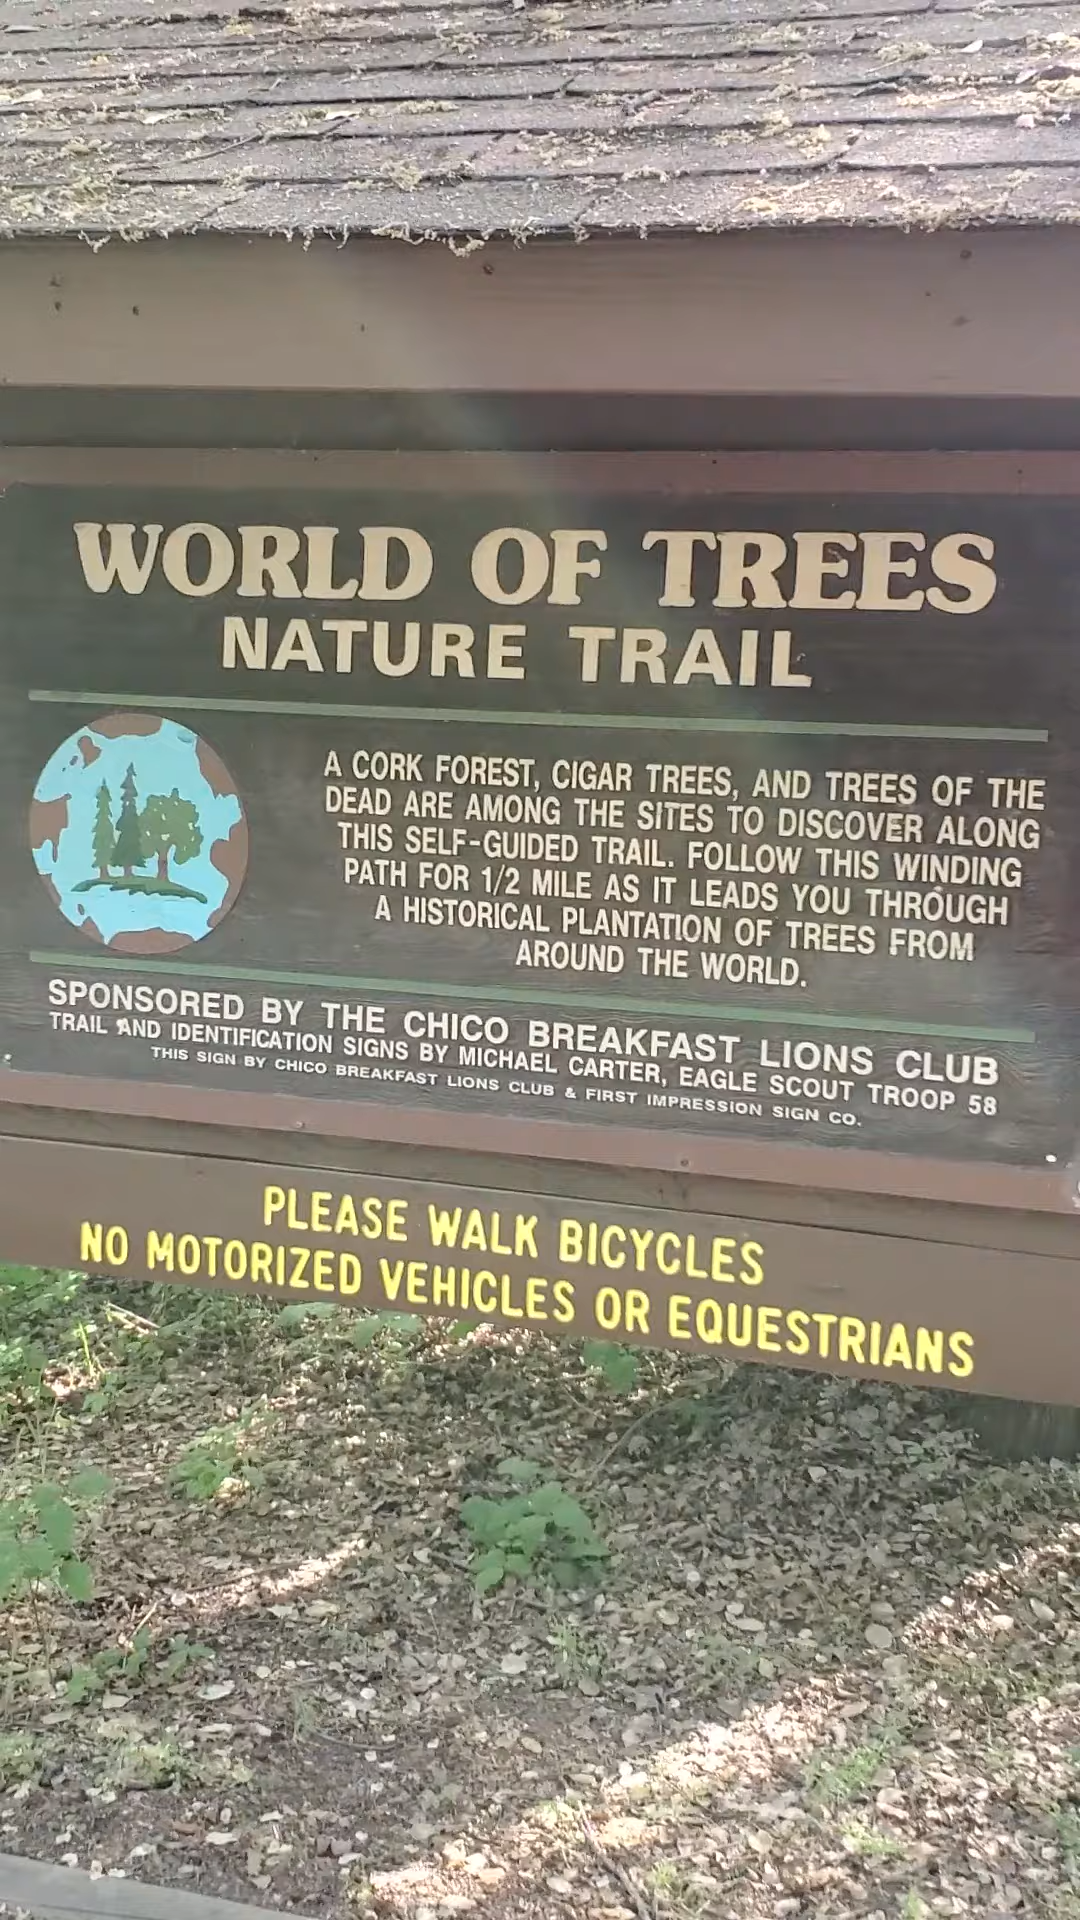 WORLD OF TREES
NATURE TRAIL
A CORK FOREST, CIGAR TREES, AND TREES OF THE
DEAD ARE AMONG THE SITES TO DISCOVER ALONG
THIS SELF-GUIDED TRAIL. FOLLOW THIS WINDING
PATH FOR 1/2 MILE AS IT LEADS YOU THROUGH
A HISTORICAL PLANTATION OF TREES FROM
AROUND THE WORLD.
SPONSORED BY THE CHICO BREAKFAST LIONS CLUB
TRAIL AND IDENTIFICATION SIGNS BY MICHAEL CARTER, EAGLE SCOUT TROOP 58
THIS SIGN BY CHICO BREAKFAST LIONS CLUB & FIRST IMPRESSION SIGN CO.
PLEASE WALK BICYCLES
NO MOTORIZED VEHICLES OR EQUESTRIANS